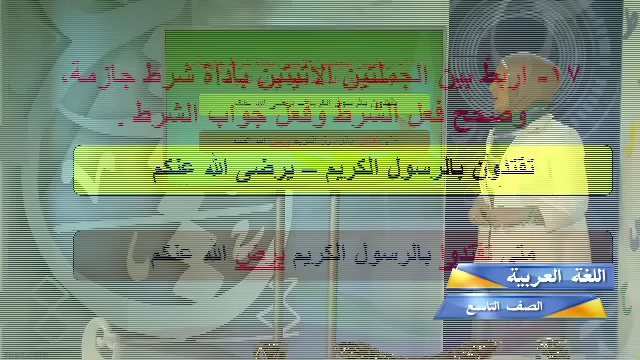 ١٧- اربط بين الجملتين الآتيتين بأداة شرط جازمة،
وصحح فعل الشرط وفعل جواب الشرط .
تقتدون بالرسول الكريم – يرضى الله عنكم
متى تقتدوا بالرسول الكريم يرض الله عنكم
اللغة العربية
الصف التاسع